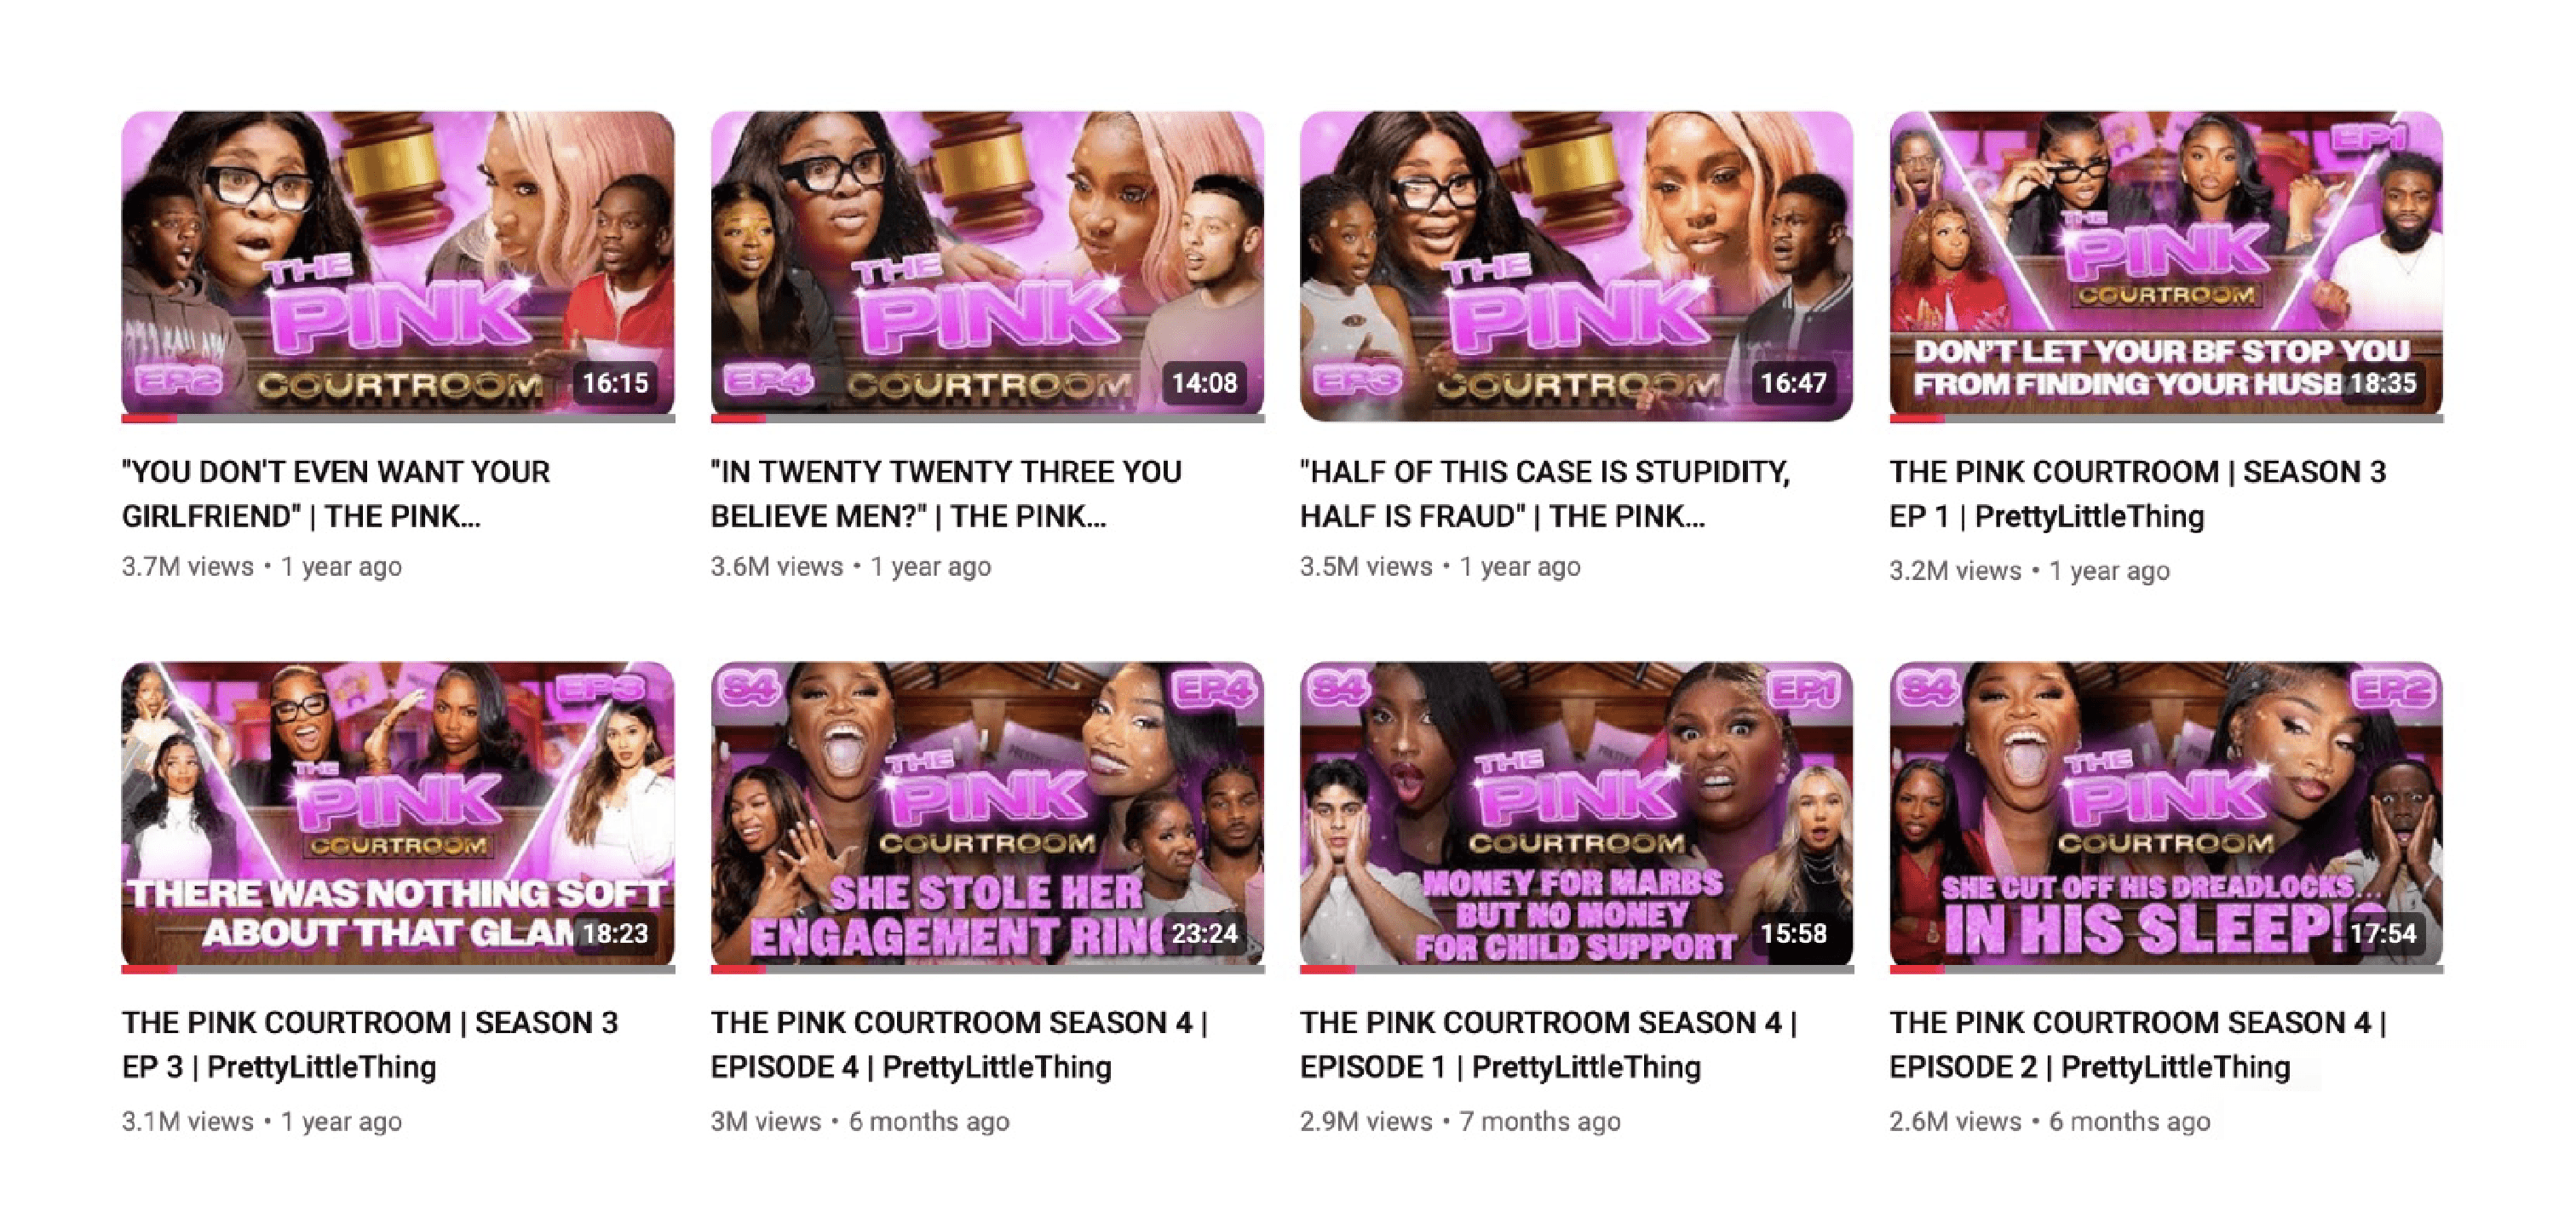 THE
PINK
COURTROOM
EP2
16:15
"YOU DON'T EVEN WANT YOUR
GIRLFRIEND" | THE PINK...
3.7M views • 1 year ago
THE
PINK
COURTROOM
EP4
14:08
"IN TWENTY TWENTY THREE YOU
BELIEVE MEN?" | THE PINK...
3.6M views • 1 year ago
THE
PINK
COURTROOM
EP3
16:47
"HALF OF THIS CASE IS STUPIDITY,
HALF IS FRAUD" | THE PINK...
3.5M views • 1 year ago
EP1
THE
PINK
COURTROOM
DON'T LET YOUR BF STOP YOU
FROM FINDING YOUR HUSB
18:35
THE PINK COURTROOM | SEASON 3
EP 1 | PrettyLittleThing
3.2M views • 1 year ago
EP3
THE
PINK
COURTROOM
THERE WAS NOTHING SOFT
ABOUT THAT GLAM
18:23
THE PINK COURTROOM | SEASON 3
EP 3 | PrettyLittleThing
3.1M views • 1 year ago
S4
EP4
THE
PINK
COURTROOM
SHE STOLE HER
ENGAGEMENT RING
23:24
THE PINK COURTROOM SEASON 4 |
EPISODE 4 | PrettyLittleThing
3M views • 6 months ago
S4
EP1
THE
PINK
COURTROOM
MONEY FOR MARBS
BUT NO MONEY
FOR CHILD SUPPORT
15:58
THE PINK COURTROOM SEASON 4 |
EPISODE 1 | PrettyLittleThing
2.9M views • 7 months ago
S4
EP2
THE
PINK
COURTROOM
SHE CUT OFF HIS DREADLOCKS...
IN HIS SLEEP!?
17:54
THE PINK COURTROOM SEASON 4 |
EPISODE 2 | PrettyLittleThing
2.6M views • 6 months ago